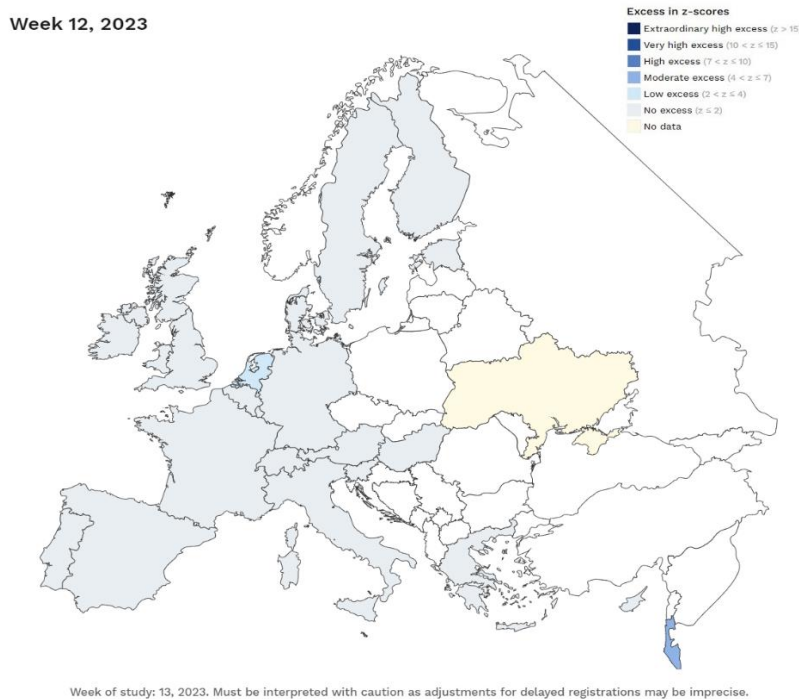 Week 12, 2023
Excess in z-scores
Extraordinary high excess (z > 15
Very high excess (10 < z ≤ 15)
High excess (7 < z ≤ 10)
Moderate excess (4 < z ≤ 7)
Low excess (2 < z ≤ 4)
No excess (z ≤ 2)
No data
Week of study: 13, 2023. Must be interpreted with caution as adjustments for delayed registrations may be imprecise.